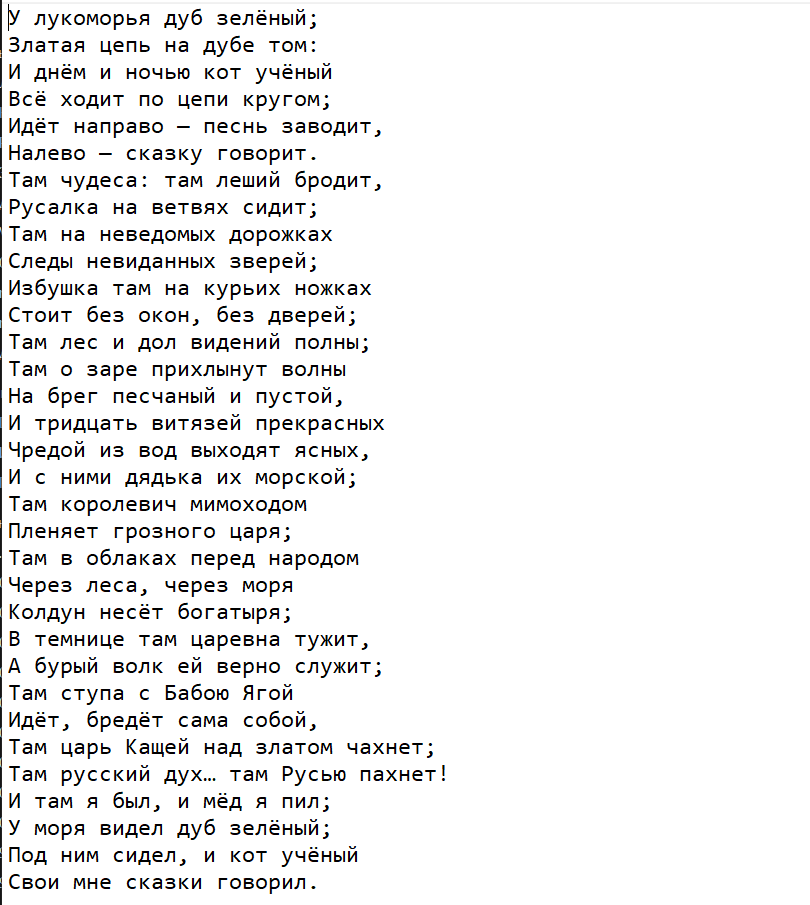 У лукоморья дуб зелёный;
Златая цепь на дубе том:
И днём и ночью кот учёный
Всё ходит по цепи кругом;
Идёт направо — песнь заводит,
Налево — сказку говорит.
Там чудеса: там леший бродит,
Русалка на ветвях сидит;
Там на неведомых дорожках
Следы невиданных зверей;
Избушка там на курьих ножках
Стоит без окон, без дверей;
Там лес и дол видений полны;
Там о заре прихлынут волны
На брег песчаный и пустой,
И тридцать витязей прекрасных
Чредой из вод выходят ясных,
И с ними дядька их морской;
Там королевич мимоходом
Пленяет грозного царя;
Там в облаках перед народом
Через леса, через моря
Колдун несёт богатыря;
В темнице там царевна тужит,
А бурый волк ей верно служит;
Там ступа с Бабою Ягой
Идёт, бредёт сама собой,
Там царь Кащей над златом чахнет;
Там русский дух… там Русью пахнет!
И там я был, и мёд я пил;
У моря видел дуб зелёный;
Под ним сидел, и кот учёный
Свои мне сказки говорил.